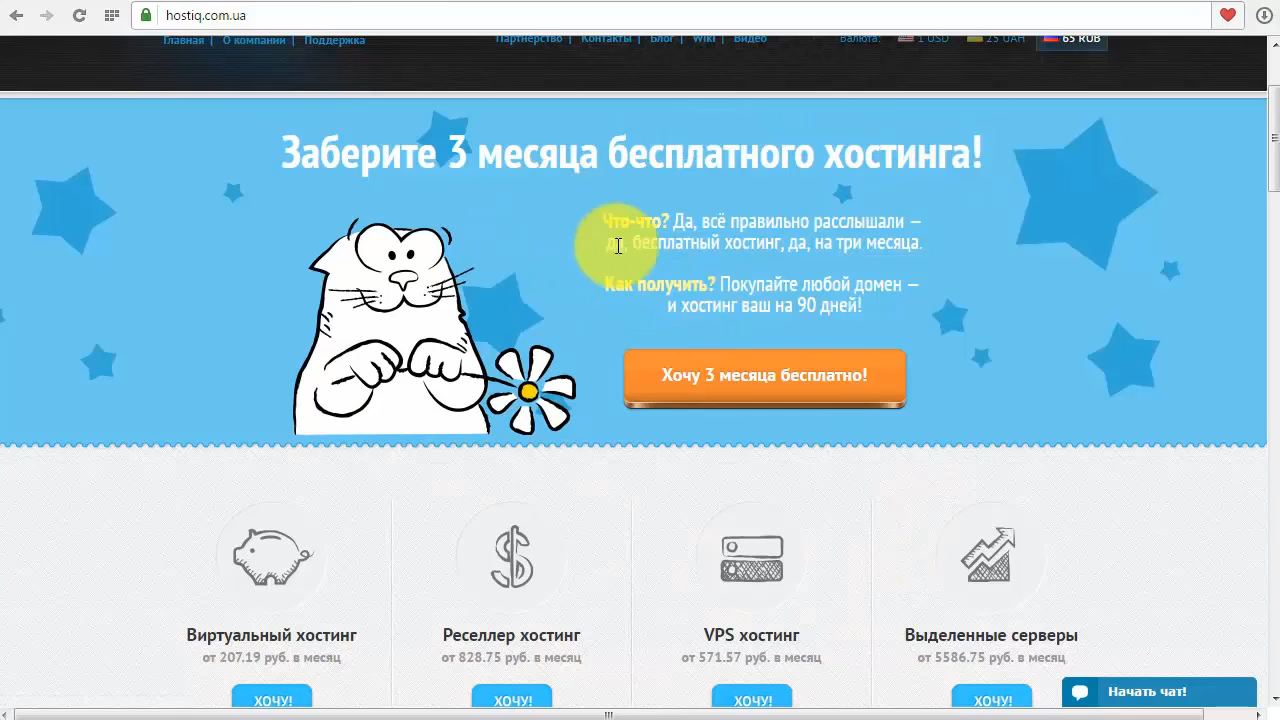 hostiq.com.ua
Главная | О компании | Поддержка
Партнерство | Контакты | Блог | Wiki | Видео
Валюта: 1 USD 25 UAH 65 RUB
Заберите 3 месяца бесплатного хостинга!
Что-что? Да, всё правильно расслышали —
да, бесплатный хостинг, да, на три месяца.
Как получить? Покупайте любой домен —
и хостинг ваш на 90 дней!
Хочу 3 месяца бесплатно!
Виртуальный хостинг
от 207.19 руб. в месяц
ХОЧУ!
Реселлер хостинг
от 828.75 руб. в месяц
ХОЧУ!
VPS хостинг
от 571.57 руб. в месяц
ХОЧУ!
Выделенные серверы
от 5586.75 руб. в месяц
ХОЧУ!
Начать чат!